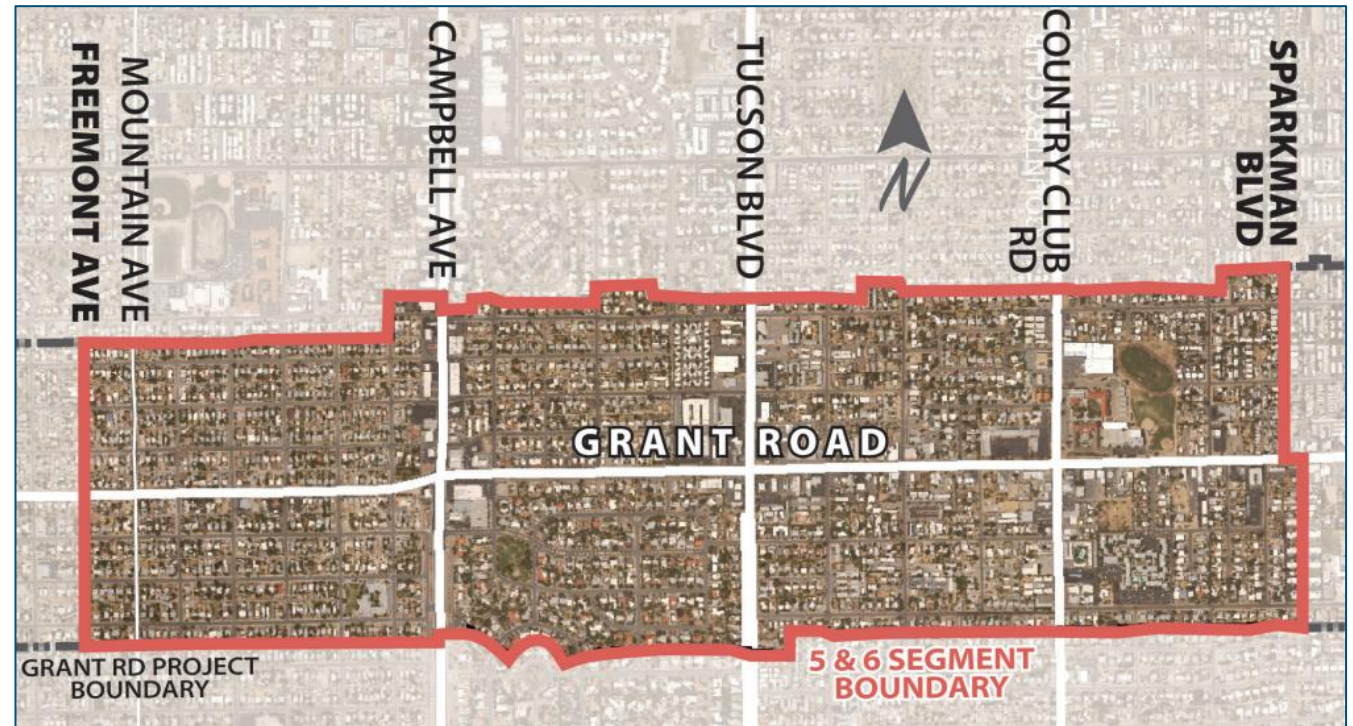 FREEMONT AVE
MOUNTAIN AVE
CAMPBELL AVE
TUCSON BLVD
N
COUNTRY CLUB
RD
SPARKMAN
BLVD
GRANT ROAD
GRANT RD PROJECT
BOUNDARY
5 & 6 SEGMENT
BOUNDARY